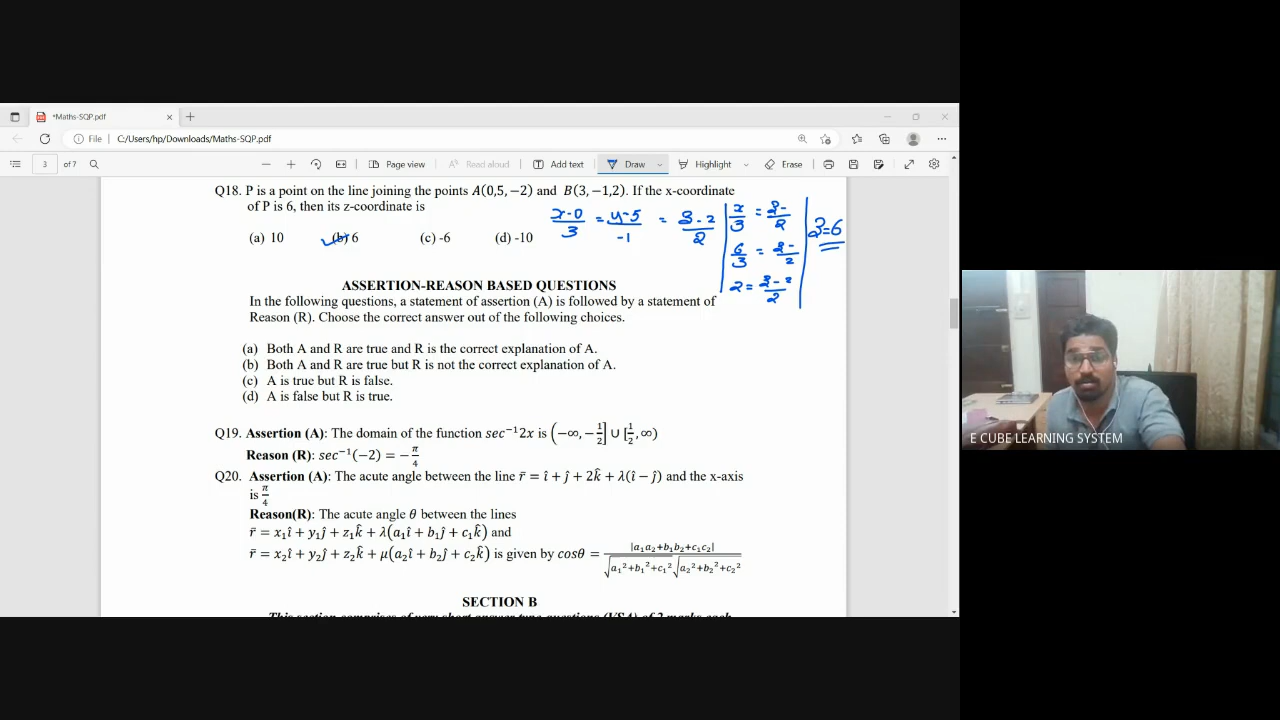 *Maths-SQP.pdf
File C:/Users/hp/Downloads/Maths-SQP.pdf
3 of 7 Page view Read aloud Add text Draw Highlight Erase
Q18. P is a point on the line joining the points A(0,5,−2) and B(3,−1,2). If the x-coordinate
of P is 6, then its z-coordinate is
(a) 10 (b) 6 (c) -6 (d) -10
x-0/3 = y-5/-1 = z-2/2
x/3 = z-/2
6/3 = z-/2
2 = z-2/2
z=6
ASSERTION-REASON BASED QUESTIONS
In the following questions, a statement of assertion (A) is followed by a statement of
Reason (R). Choose the correct answer out of the following choices.
(a) Both A and R are true and R is the correct explanation of A.
(b) Both A and R are true but R is not the correct explanation of A.
(c) A is true but R is false.
(d) A is false but R is true.
Q19. Assertion (A): The domain of the function sec⁻¹2x is (−∞, −1/2] ∪ [1/2, ∞)
Reason (R): sec⁻¹(−2) = −π/4
Q20. Assertion (A): The acute angle between the line r̄ = î + ĵ + 2k̂ + λ(î − ĵ) and the x-axis
is π/4
Reason(R): The acute angle θ between the lines
r̄ = x₁î + y₁ĵ + z₁k̂ + λ(a₁î + b₁ĵ + c₁k̂) and
r̄ = x₂î + y₂ĵ + z₂k̂ + μ(a₂î + b₂ĵ + c₂k̂) is given by cosθ = |a₁a₂+b₁b₂+c₁c₂|/√(a₁²+b₁²+c₁²)√(a₂²+b₂²+c₂²)
SECTION B
E CUBE LEARNING SYSTEM